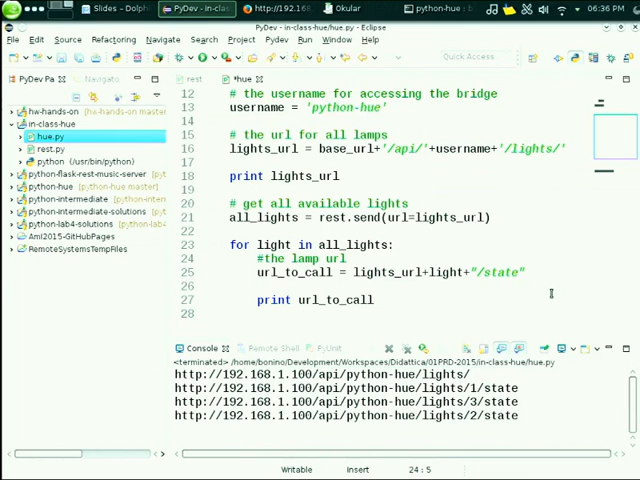 Slides – Dolph
PyDev - in-clas
http://192.168
Okular
python-hue : b
06:36 PM
PyDev - in-class-hue/hue.py - Eclipse
File Edit Source Refactoring Navigate Search Project Pydev Run Window Help
Quick Access
PyDev Pa
Navigato
rest
*hue
hw-hands-on [hw-hands-on master
in-class-hue
hue.py
rest.py
python (/usr/bin/python)
python-flask-rest-music-server
python-hue [python-hue master]
python-intermediate [python-inter
python-intermediate-solutions [py
python-lab4-solutions [python-lab
AmI2015-GitHubPages
RemoteSystemsTempFiles
12 # the username for accessing the bridge
13 username = 'python-hue'
14
15 # the url for all lamps
16 lights_url = base_url+'/api/'+username+'/lights/'
17
18 print lights_url
19
20 # get all available lights
21 all_lights = rest.send(url=lights_url)
22
23 for light in all_lights:
24 #the lamp url
25 url_to_call = lights_url+light+"/state"
26
27 print url_to_call
28
Console
Remote Shell
PyUnit
<terminated> /home/bonino/Development/Workspaces/Didattica/01PRD-2015/in-class-hue/hue.py
http://192.168.1.100/api/python-hue/lights/
http://192.168.1.100/api/python-hue/lights/1/state
http://192.168.1.100/api/python-hue/lights/3/state
http://192.168.1.100/api/python-hue/lights/2/state
Writable
Insert
24 : 5